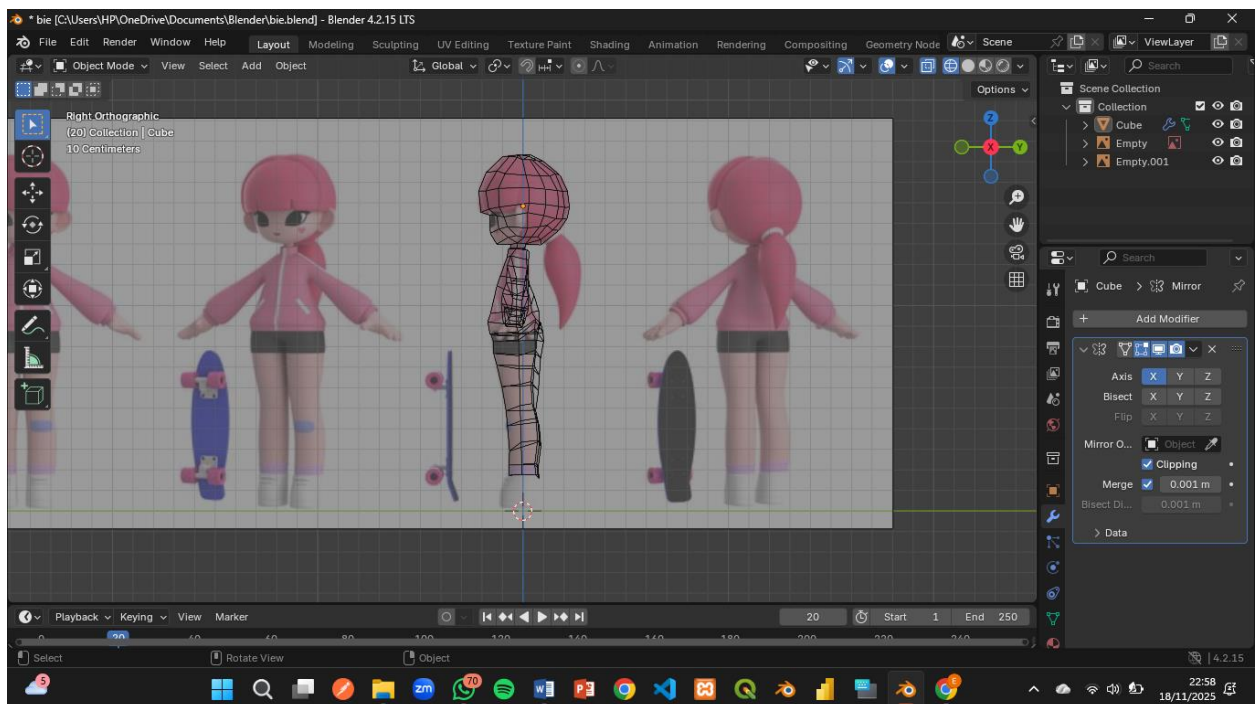 * bie [C:\Users\HP\OneDrive\Documents\Blender\bie.blend] - Blender 4.2.15 LTS
File Edit Render Window Help Layout Modeling Sculpting UV Editing Texture Paint Shading Animation Rendering Compositing Geometry Node Scene ViewLayer
Object Mode View Select Add Object Global Search
Options
Right Orthographic
(20) Collection | Cube
10 Centimeters
Z
X
Y
Scene Collection
Collection
Cube
Empty
Empty.001
Search
Cube > Mirror
+ Add Modifier
Axis X Y Z
Bisect X Y Z
Flip X Y Z
Mirror O... Object
Clipping
Merge 0.001 m
Bisect Di... 0.001 m
Data
Playback Keying View Marker 20 Start 1 End 250
0 20 40 60 80 100 120 140 160 180 200 220 240
Select Rotate View Object 4.2.15
5 zm 70
22:58
18/11/2025